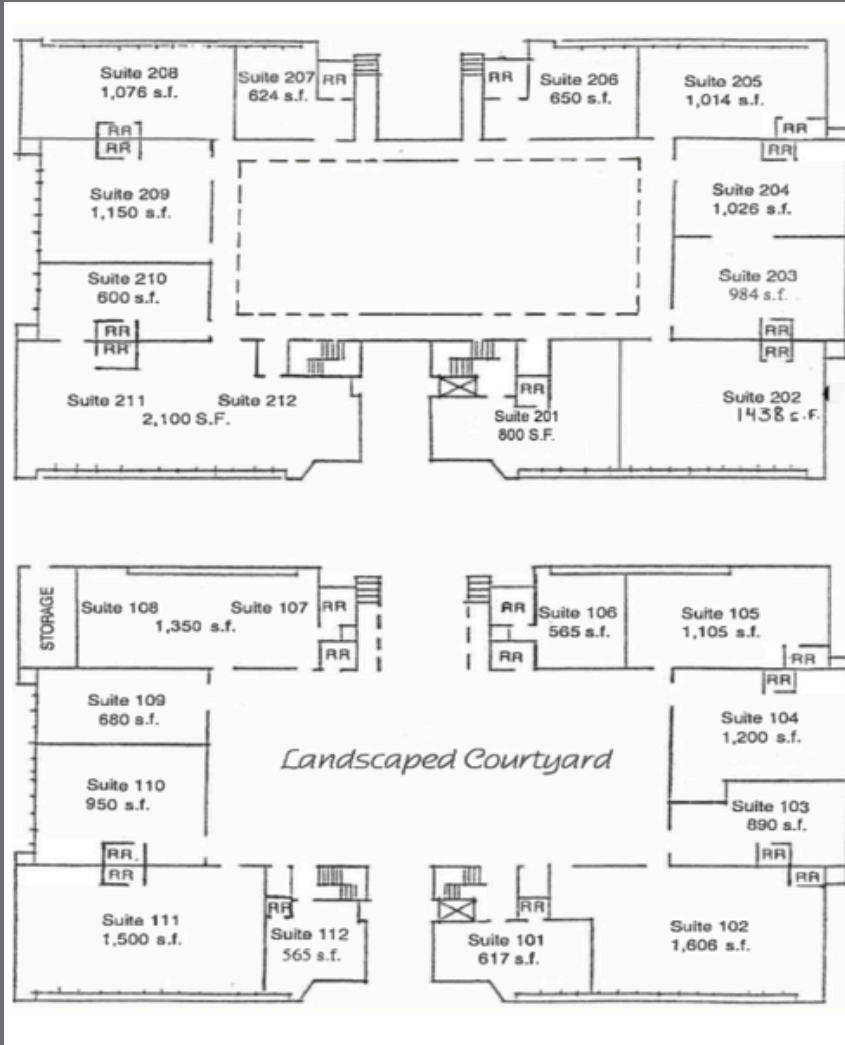 Suite 208
1,076 s.f.
Suite 207
624 s.f.
RR
RR
Suite 206
650 s.f.
Suite 205
1,014 s.f.
RR
RR
RR
RR
Suite 209
1,150 s.f.
Suite 204
1,026 s.f.
Suite 210
600 s.f.
Suite 203
984 s.f.
RR
RR
RR
RR
Suite 211
Suite 212
2,100 S.F.
RR
Suite 201
800 S.F.
Suite 202
1438 s.F.
STORAGE
Suite 108
Suite 107
1,350 s.f.
RR
RR
RR
RR
Suite 106
565 s.f.
Suite 105
1,105 s.f.
RR
RR
Suite 109
680 s.f.
Suite 104
1,200 s.f.
Landscaped Courtyard
Suite 110
950 s.f.
Suite 103
890 s.f.
RR
RR
RR
RR
Suite 111
1,500 s.f.
RR
Suite 112
565 s.f.
RR
Suite 101
617 s.f.
Suite 102
1,606 s.f.